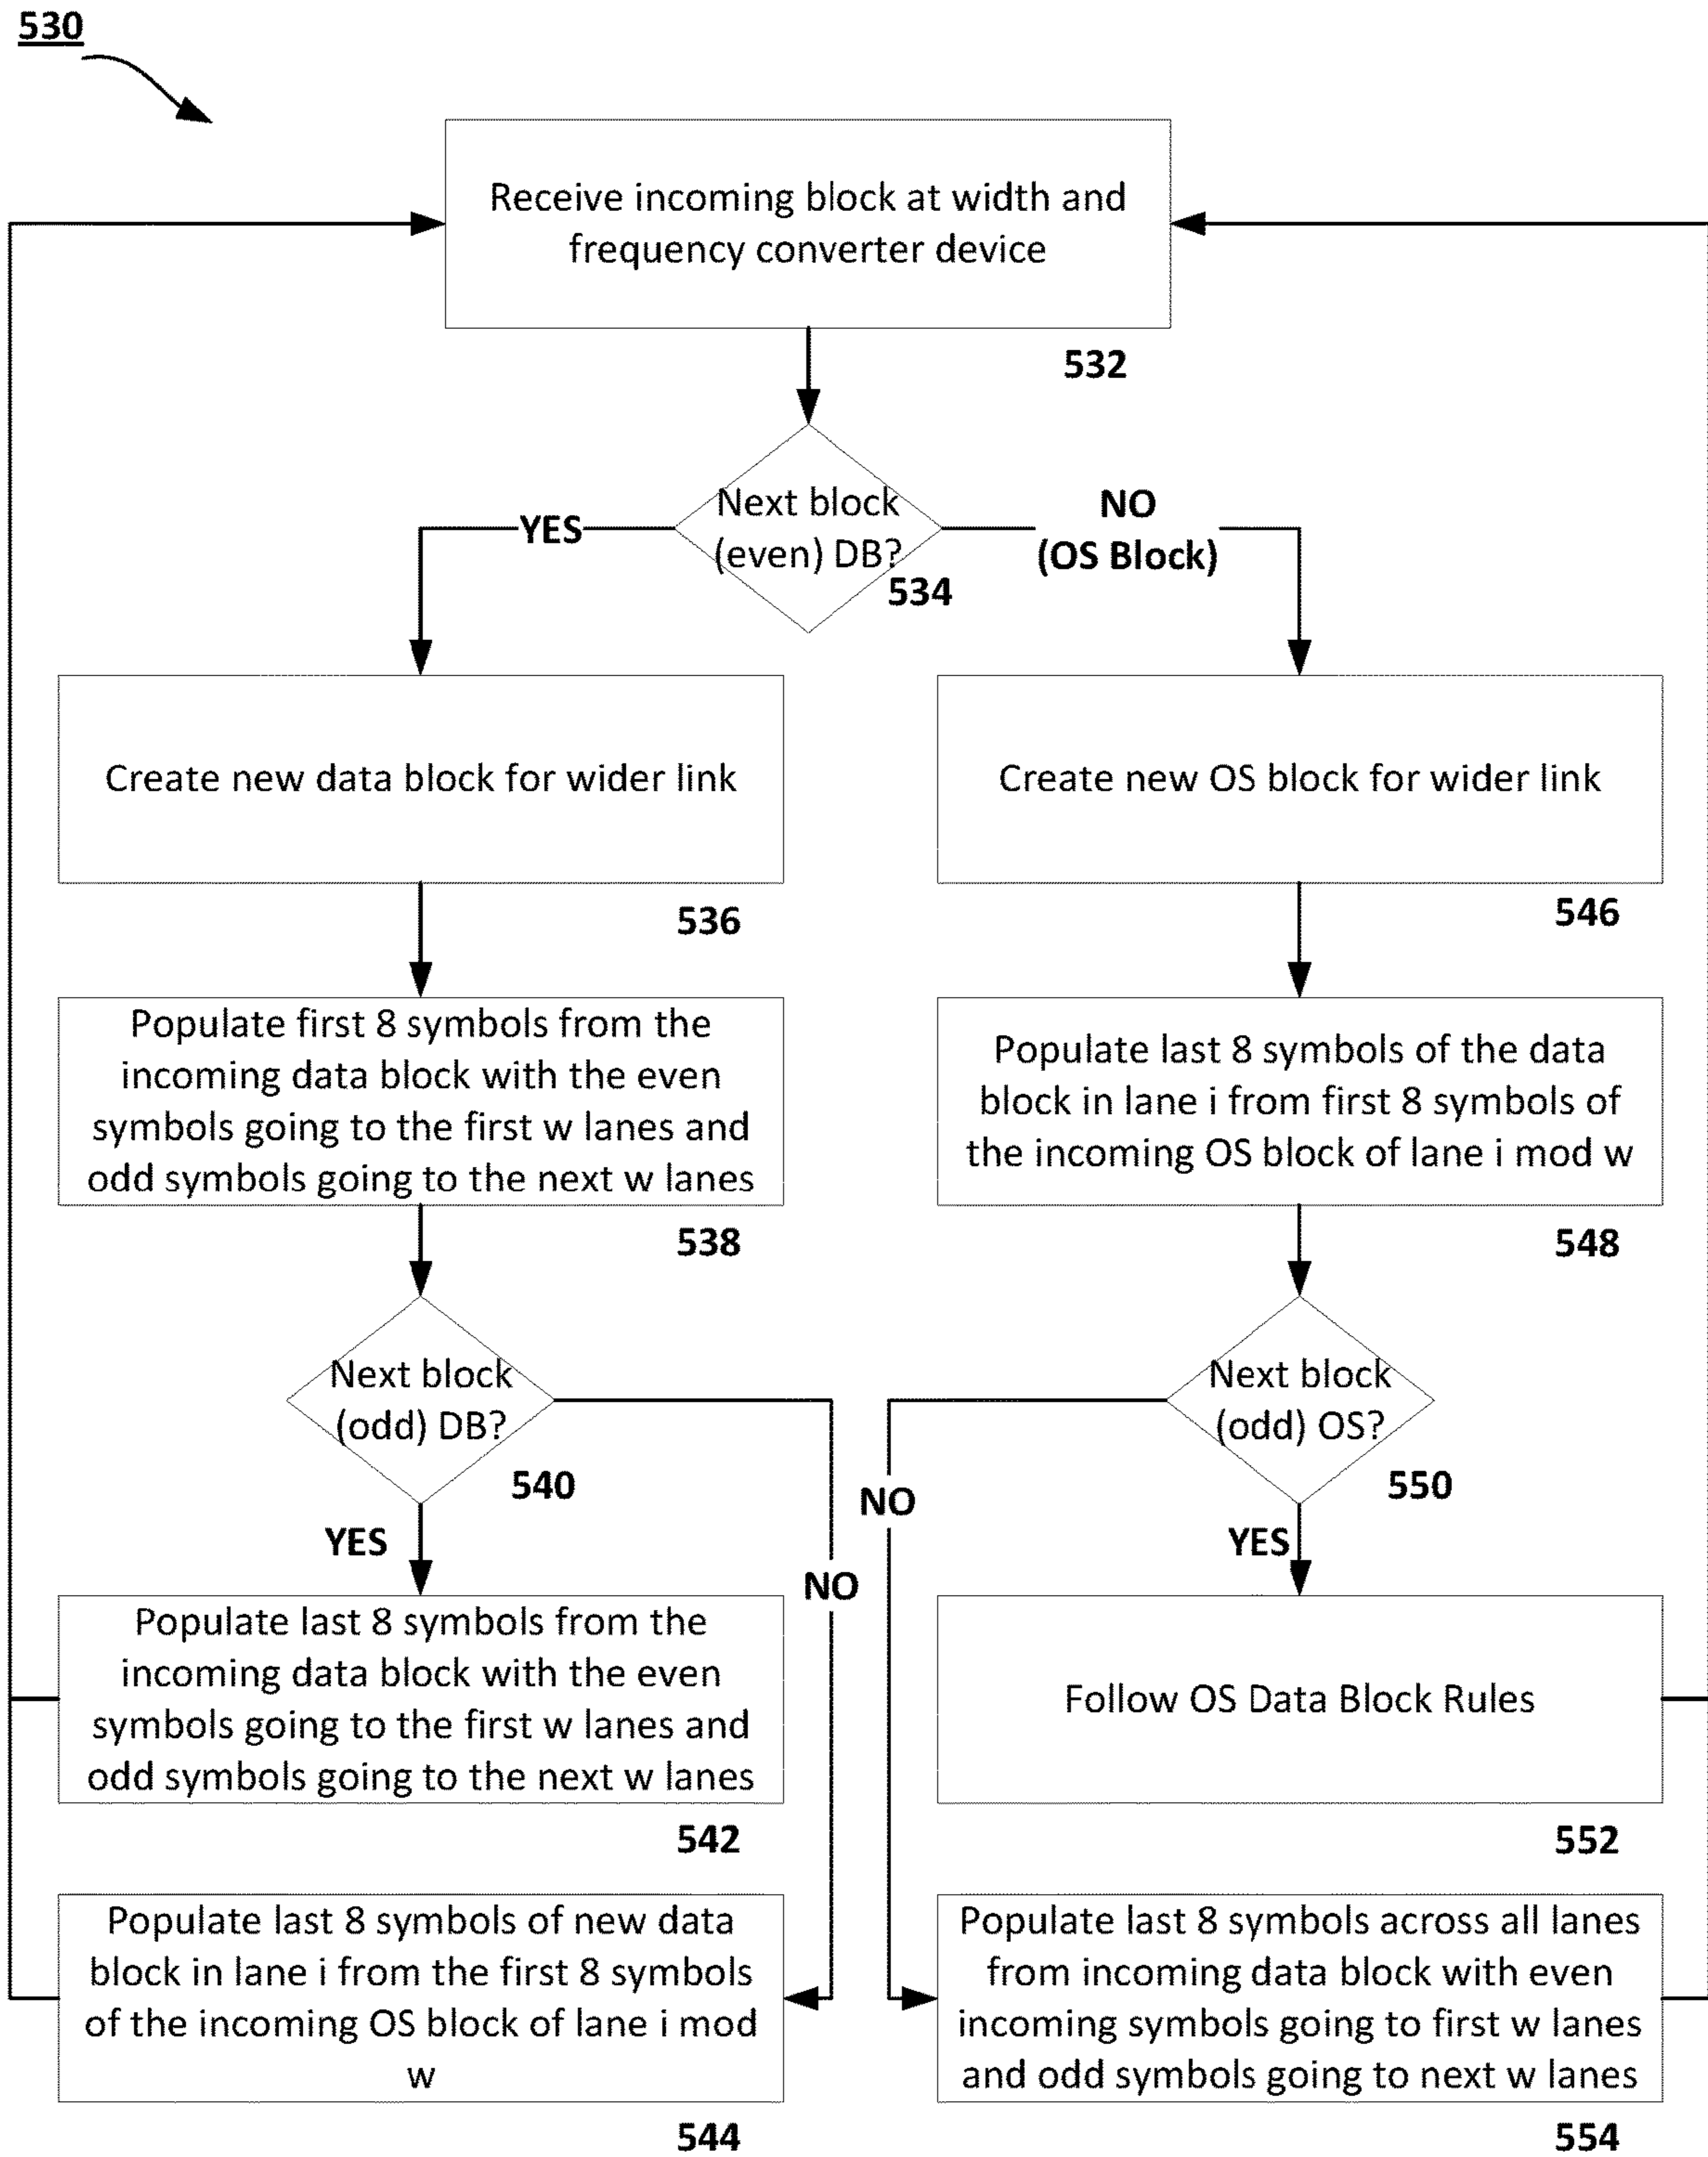 530
Receive incoming block at width and
frequency converter device
532
Next block
(even) DB?
534
YES
NO
(OS Block)
Create new data block for wider link
536
Create new OS block for wider link
546
Populate first 8 symbols from the
incoming data block with the even
symbols going to the first w lanes and
odd symbols going to the next w lanes
538
Populate last 8 symbols of the data
block in lane i from first 8 symbols of
the incoming OS block of lane i mod w
548
Next block
(odd) DB?
540
YES
NO
Next block
(odd) OS?
550
NO
YES
Populate last 8 symbols from the
incoming data block with the even
symbols going to the first w lanes and
odd symbols going to the next w lanes
542
Follow OS Data Block Rules
552
Populate last 8 symbols of new data
block in lane i from the first 8 symbols
of the incoming OS block of lane i mod
w
544
Populate last 8 symbols across all lanes
from incoming data block with even
incoming symbols going to first w lanes
and odd symbols going to next w lanes
554